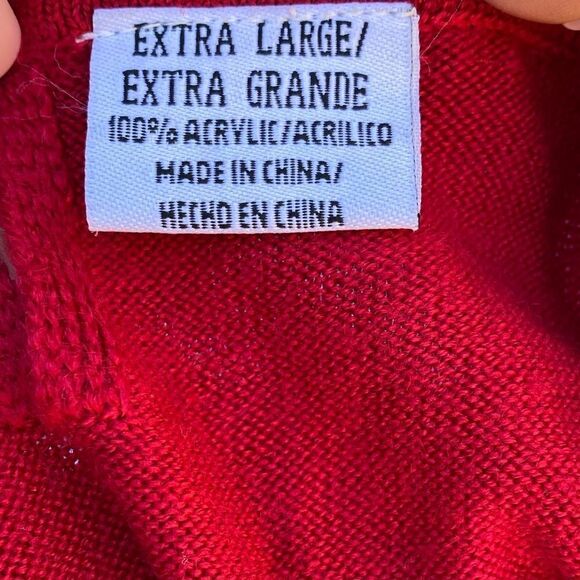 EXTRA LARGE/
EXTRA GRANDE
100% ACRYLIC/ACRILICO
MADE IN CHINA/
HECHO EN CHINA